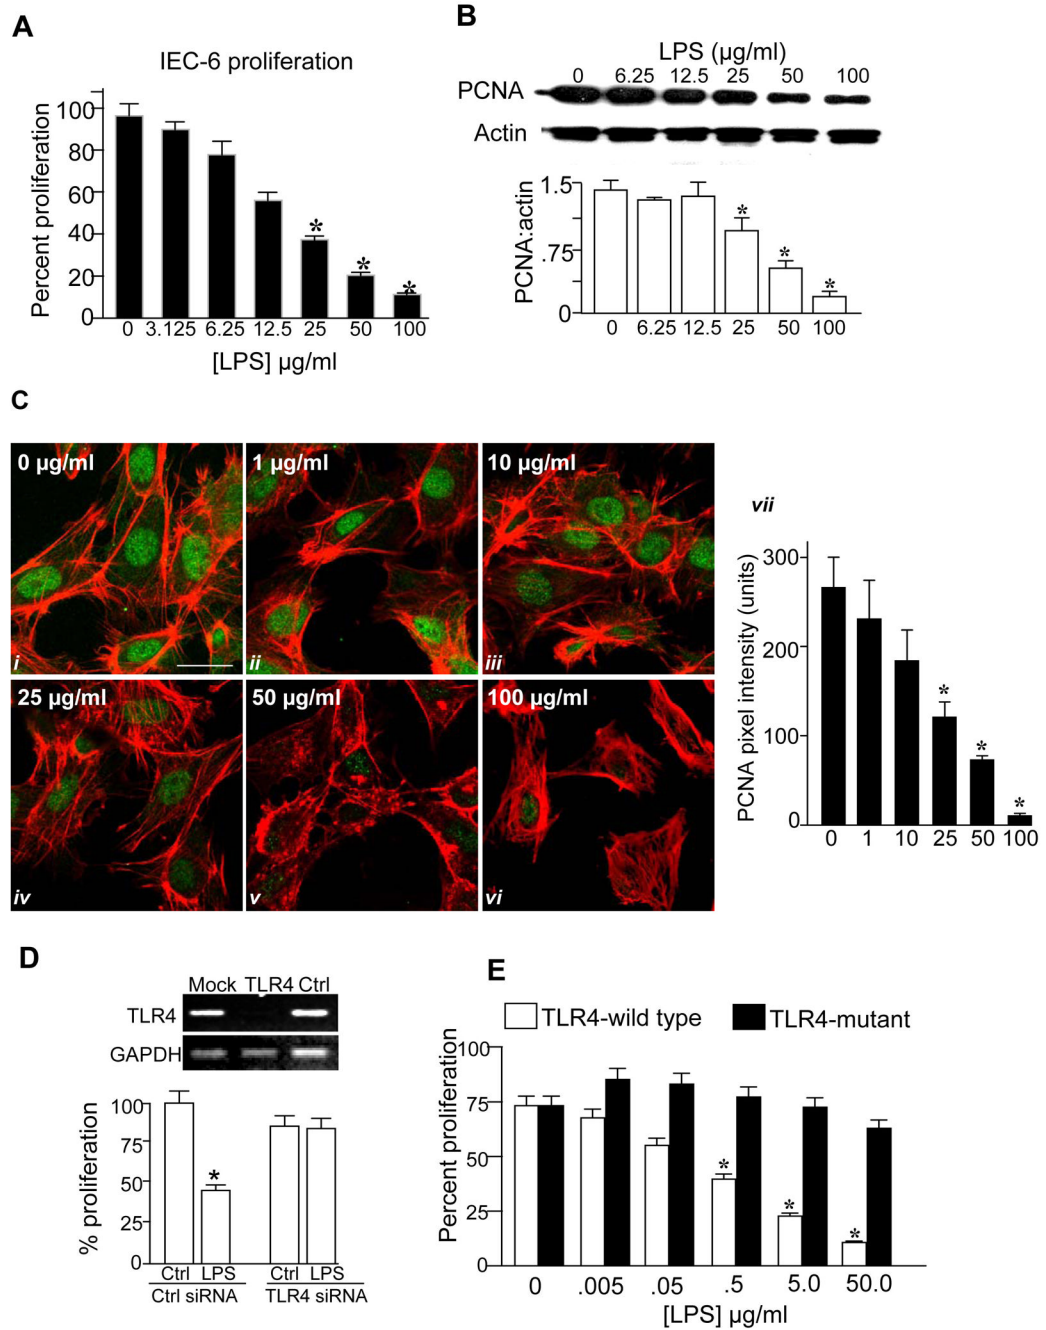 A
IEC-6 proliferation
Percent proliferation
100
80
60
40
20
0
0 3.125 6.25 12.5 25 50 100
* * *
[LPS] µg/ml
B
LPS (µg/ml)
0 6.25 12.5 25 50 100
PCNA
Actin
PCNA:actin
1.5
.75
0
* * *
0 6.25 12.5 25 50 100
C
0 µg/ml
i
1 µg/ml
ii
10 µg/ml
iii
25 µg/ml
iv
50 µg/ml
v
100 µg/ml
vi
vii
PCNA pixel intensity (units)
300
200
100
0
* * *
0 1 10 25 50 100
D
Mock TLR4 Ctrl
TLR4
GAPDH
% proliferation
100
75
50
25
0
*
Ctrl LPS Ctrl LPS
Ctrl siRNA TLR4 siRNA
E
TLR4-wild type TLR4-mutant
Percent proliferation
100
75
50
25
0
* * *
0 .005 .05 .5 5.0 50.0
[LPS] µg/ml